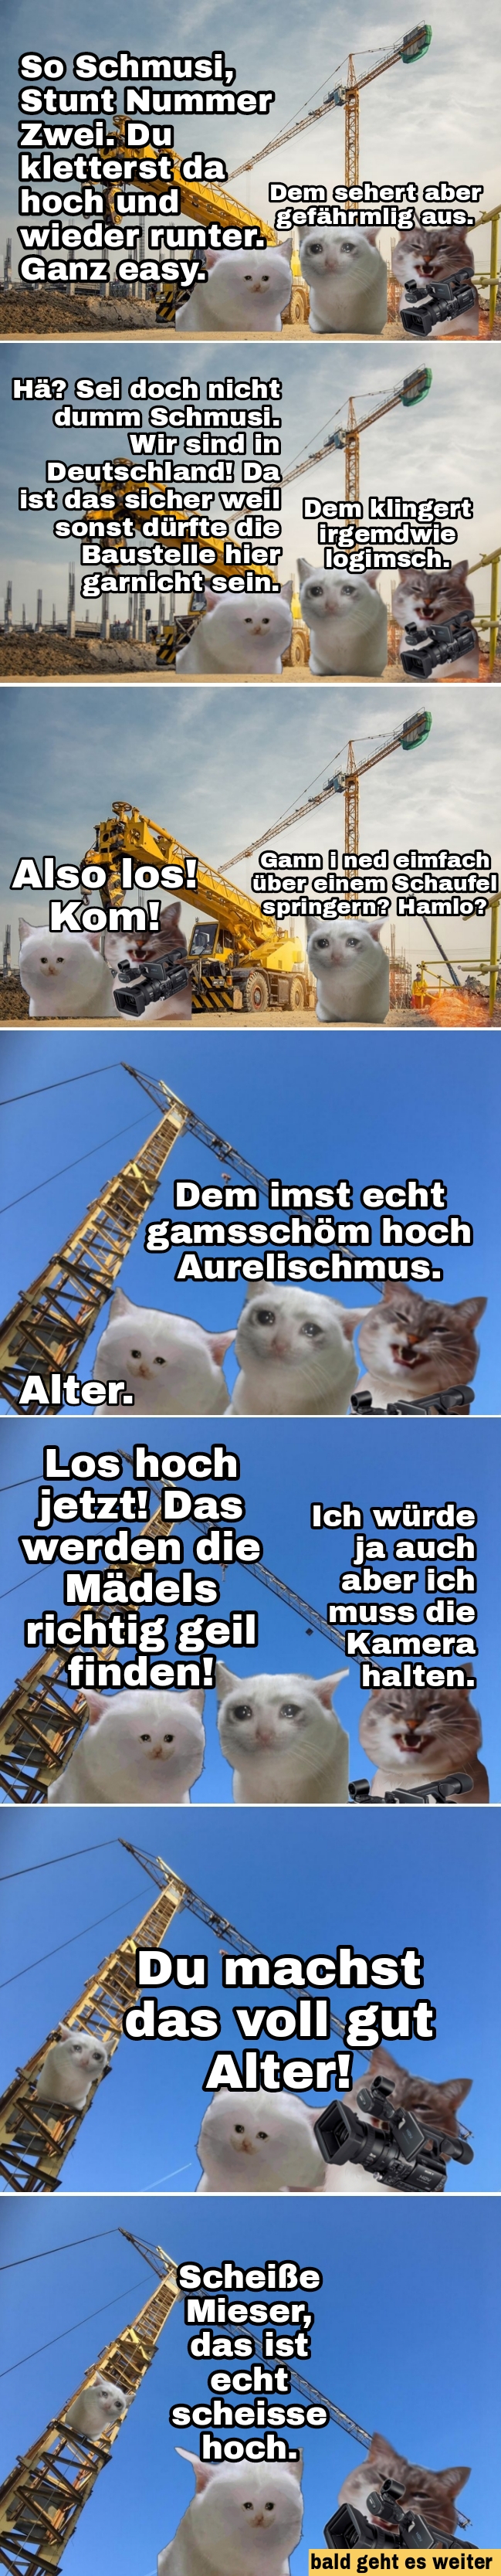 So Schmusi,
Stunt Nummer
Zwei. Du
kletterst da
hoch und
wieder runter.
Ganz easy.
Dem sehert aber
gefährmlig aus.
Hä? Sei doch nicht
dumm Schmusi.
Wir sind in
Deutschland! Da
ist das sicher weil
sonst dürfte die
Baustelle hier
garnicht sein.
Dem klingert
irgemdwie
logimsch.
Also los!
Kom!
Gann i ned eimfach
über einem Schaufel
springern? Hamlo?
Dem imst echt
gamsschöm hoch
Aurelischmus.
Alter.
Los hoch
jetzt! Das
werden die
Mädels
richtig geil
finden!
Ich würde
ja auch
aber ich
muss die
Kamera
halten.
Du machst
das voll gut
Alter!
Scheiße
Mieser,
das ist
echt
scheisse
hoch.
bald geht es weiter